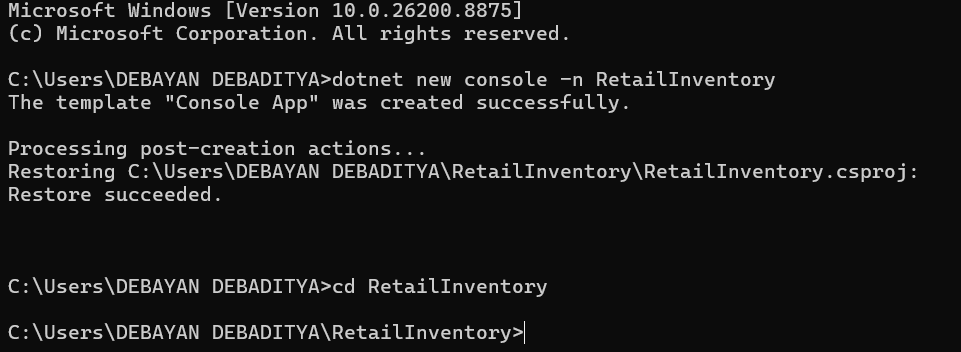 Microsoft Windows [Version 10.0.26200.8875]
(c) Microsoft Corporation. All rights reserved.
C:\Users\DEBAYAN DEBADITYA>dotnet new console -n RetailInventory
The template "Console App" was created successfully.
Processing post-creation actions...
Restoring C:\Users\DEBAYAN DEBADITYA\RetailInventory\RetailInventory.csproj:
Restore succeeded.
C:\Users\DEBAYAN DEBADITYA>cd RetailInventory
C:\Users\DEBAYAN DEBADITYA\RetailInventory>